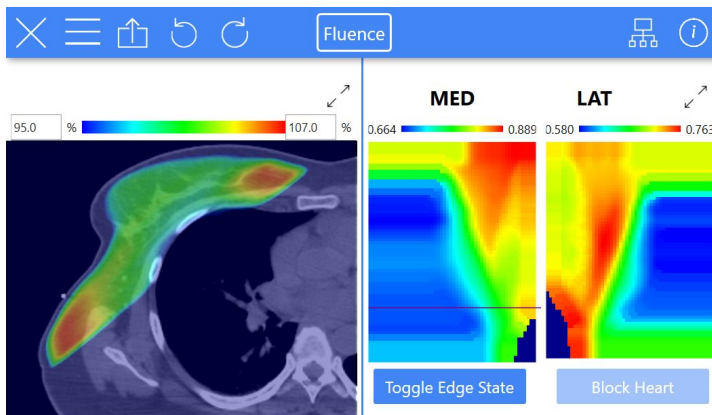 Fluence
i
MED LAT
95.0 % 107.0 %
0.664 0.889 0.580 0.763
Toggle Edge State Block Heart